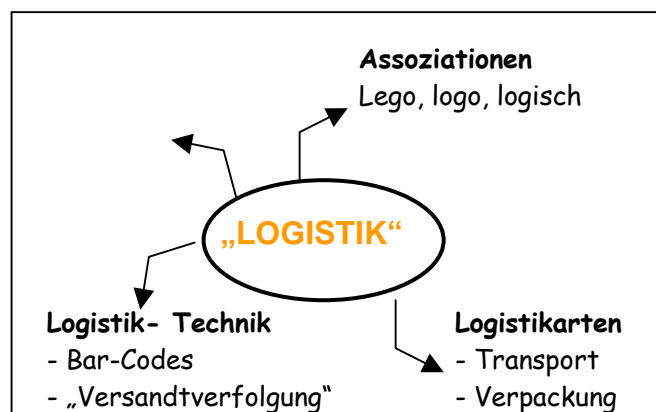 Assoziationen
Lego, logo, logisch
„LOGISTIK“
Logistik- Technik
- Bar-Codes
- „Versandtverfolgung“
Logistikarten
- Transport
- Verpackung